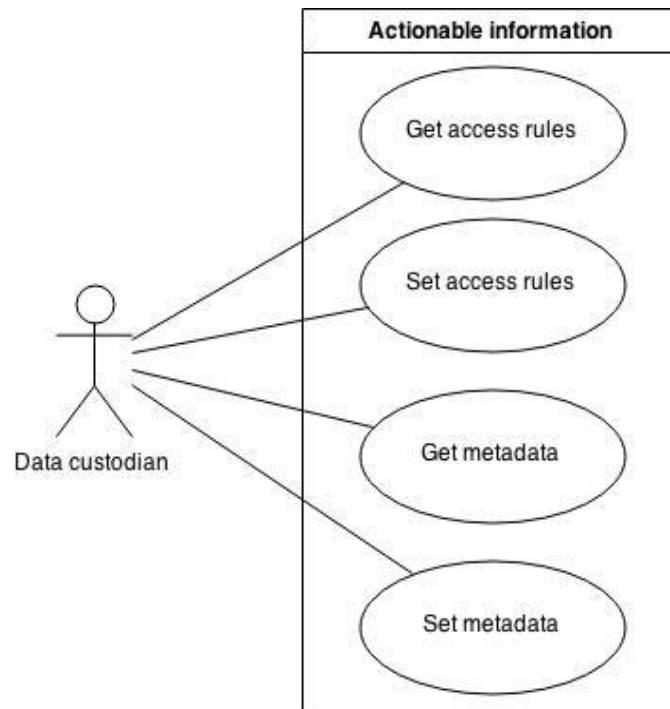 Actionable information
Get access rules
Set access rules
Data custodian
Get metadata
Set metadata